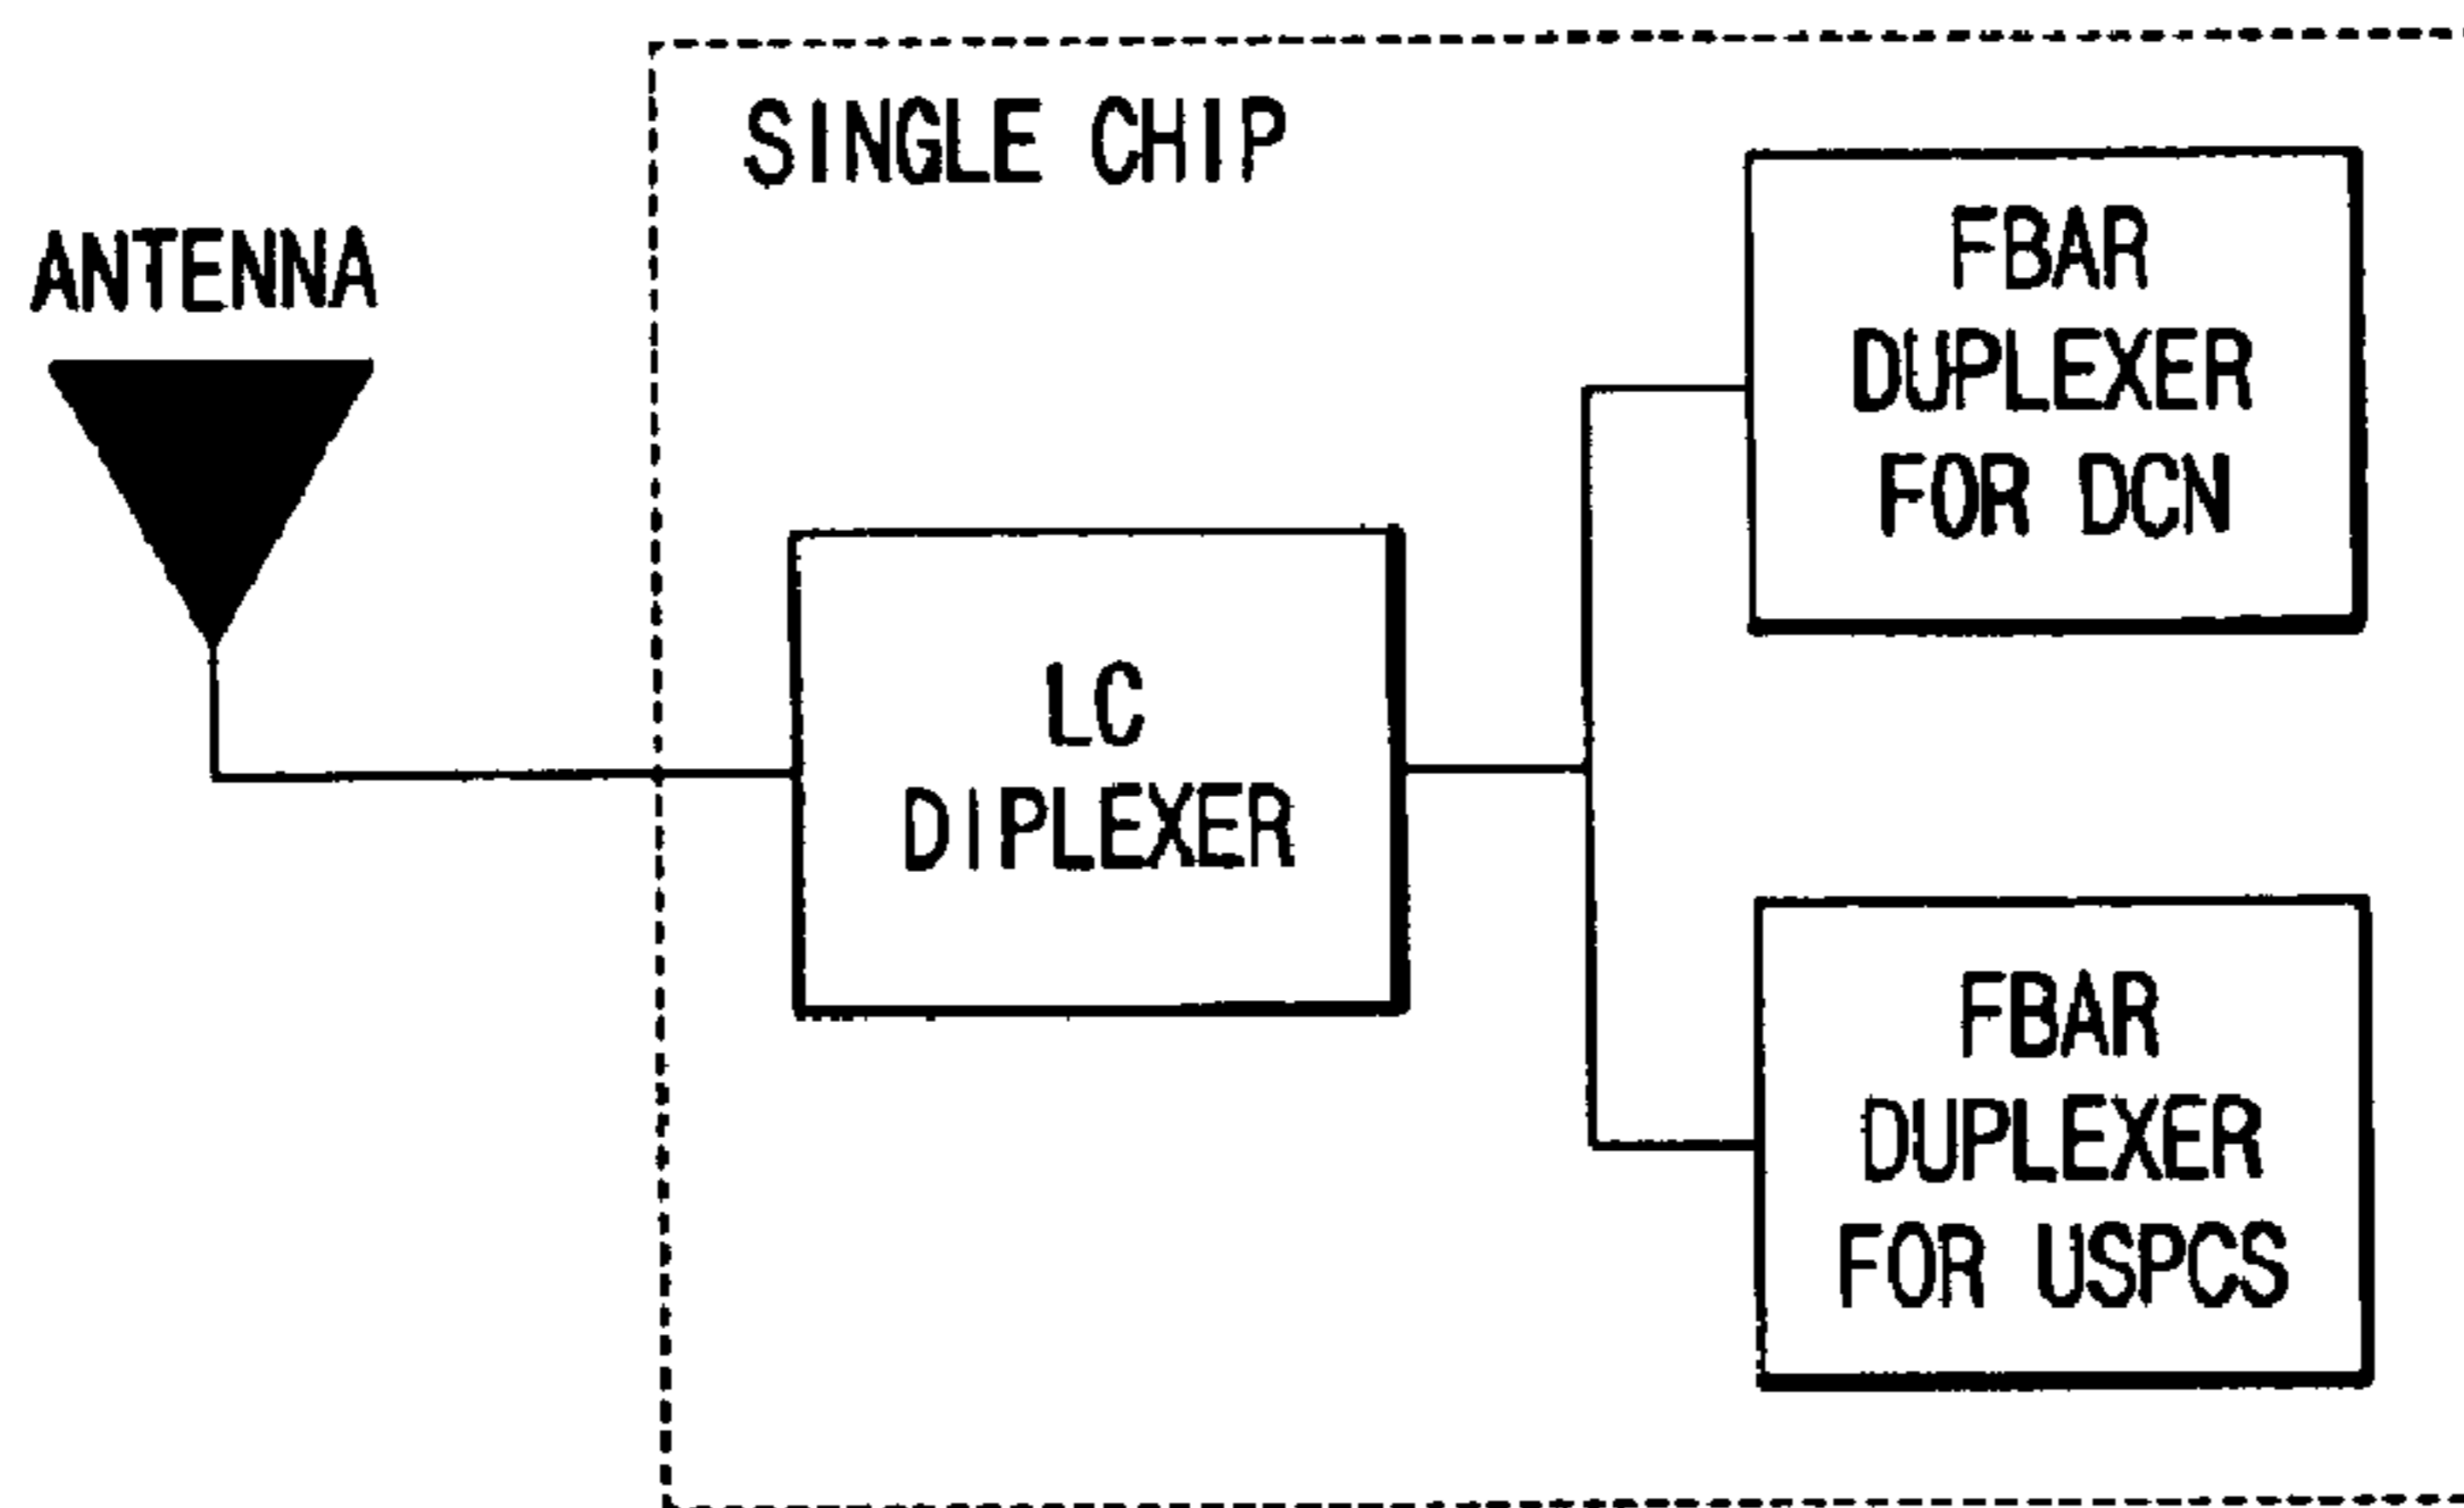 SINGLE CHIP
ANTENNA
FBAR
DUPLEXER
FOR DCN
LC
DIPLEXER
FBAR
DUPLEXER
FOR USPCS